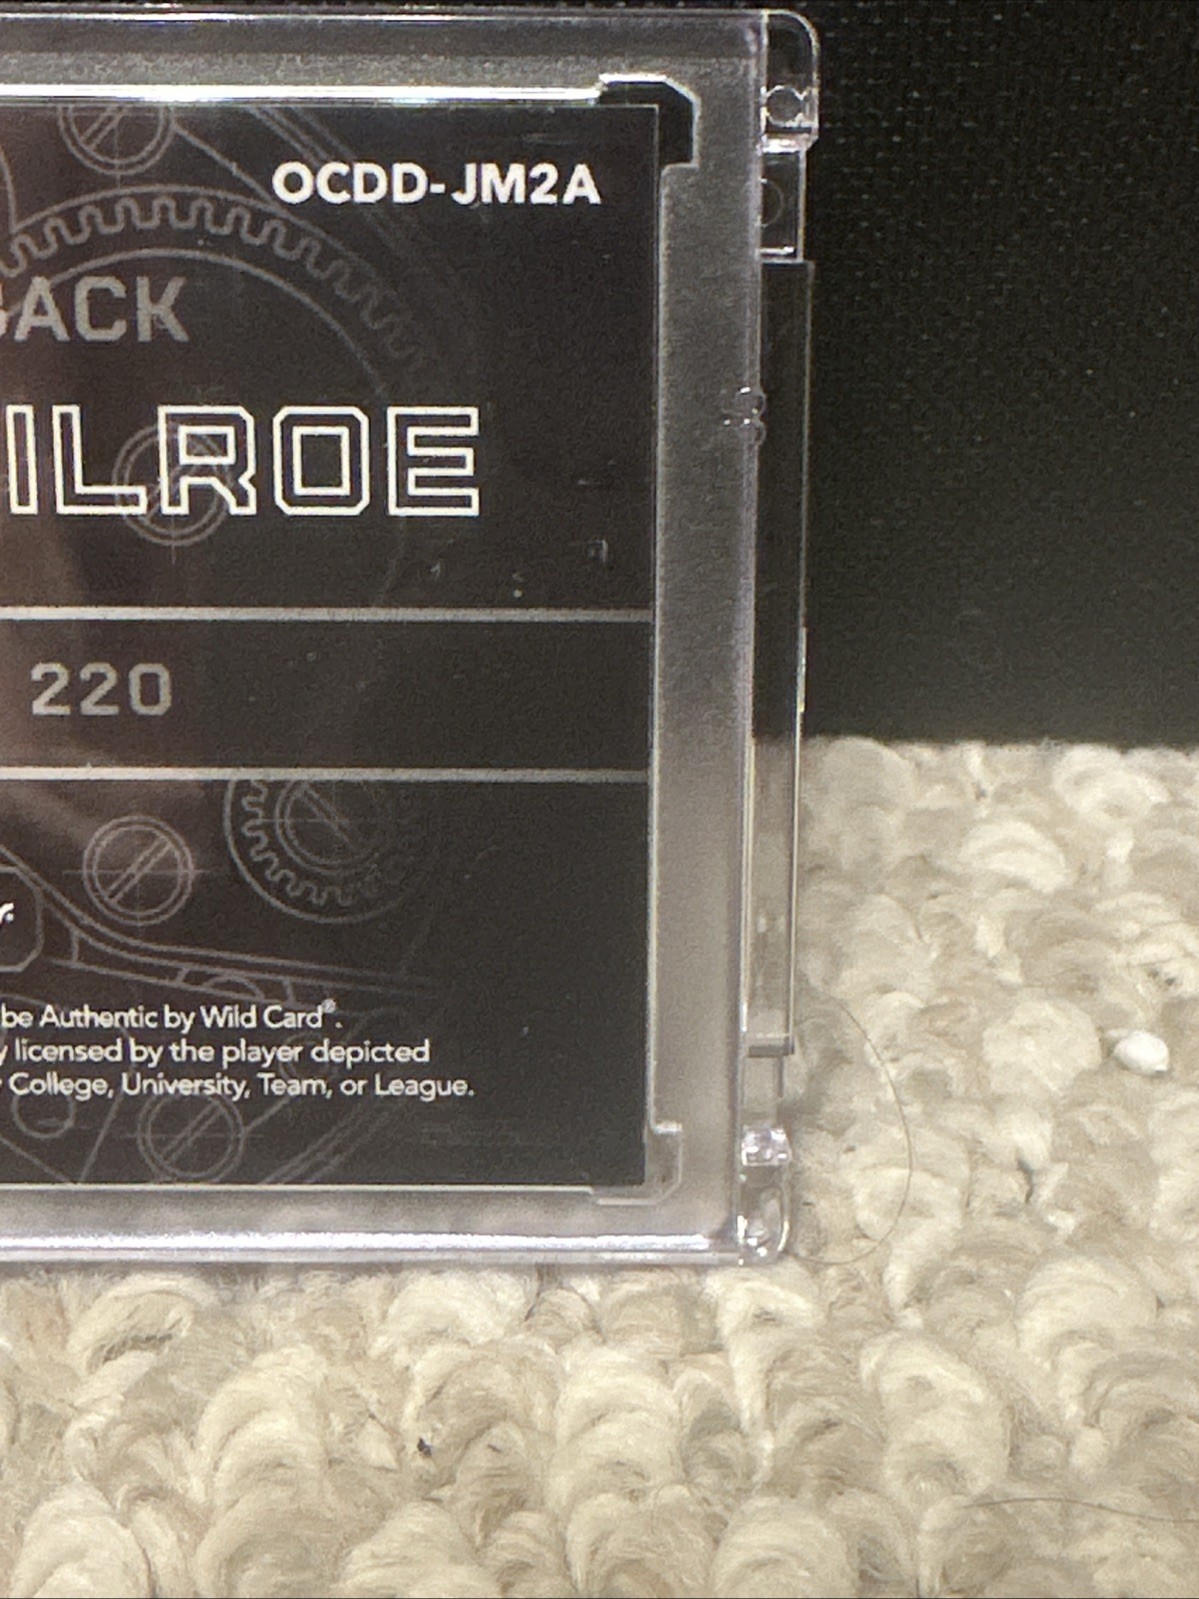 OCDD-JM2A
ACK
ILROE
220
be Authentic by Wild Card®.
y licensed by the player depicted
College, University, Team, or League.